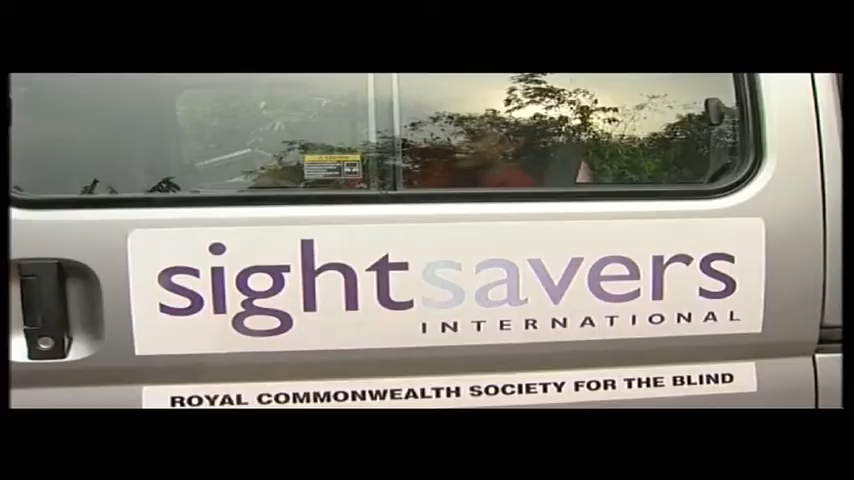 sightsavers
INTERNATIONAL
ROYAL COMMONWEALTH SOCIETY FOR THE BLIND